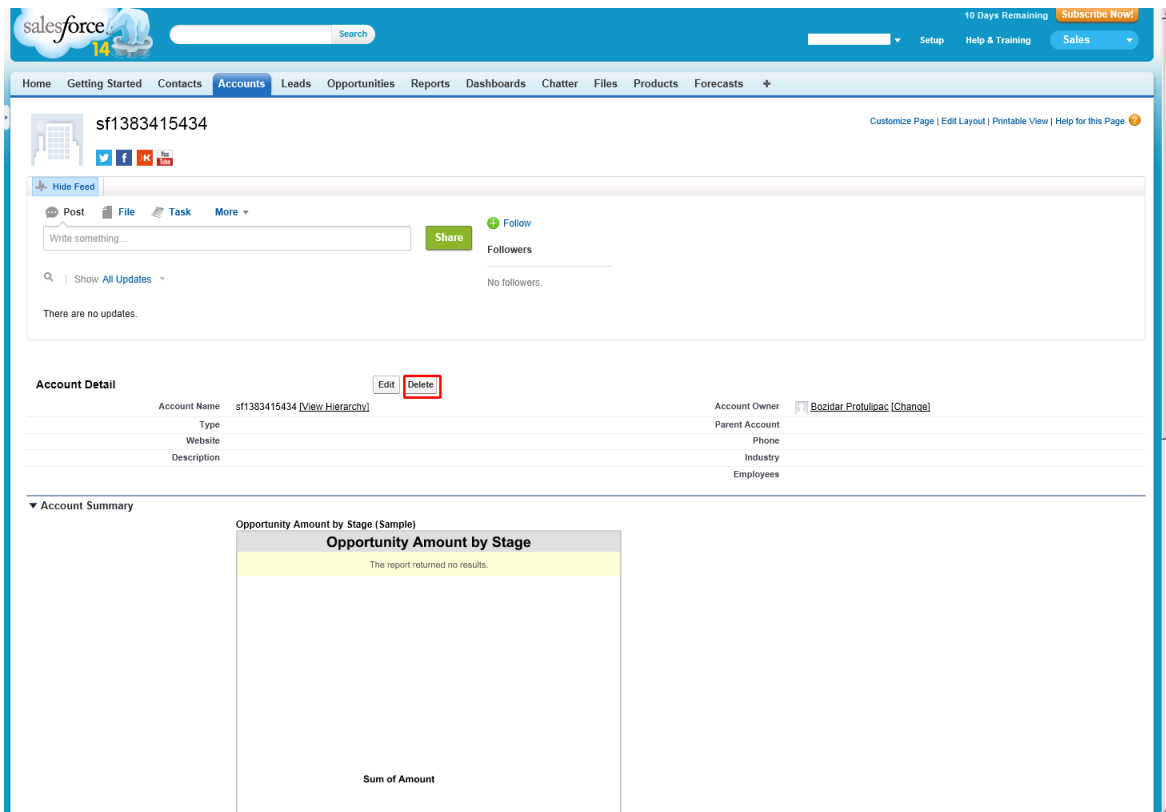 10 Days Remaining Subscribe Now!
salesforce
14
Search
Setup Help & Training Sales
Home Getting Started Contacts Accounts Leads Opportunities Reports Dashboards Chatter Files Products Forecasts +
sf1383415434
Customize Page | Edit Layout | Printable View | Help for this Page ?
You Tube
Hide Feed
Post File Task More
Write something...
Share
Follow
Followers
Show All Updates
No followers.
There are no updates.
Account Detail
Edit Delete
Account Name sf1383415434 [View Hierarchy] Account Owner Bozidar Protulipac [Change]
Type Parent Account
Website Phone
Description Industry
Employees
Account Summary
Opportunity Amount by Stage (Sample)
Opportunity Amount by Stage
The report returned no results.
Sum of Amount